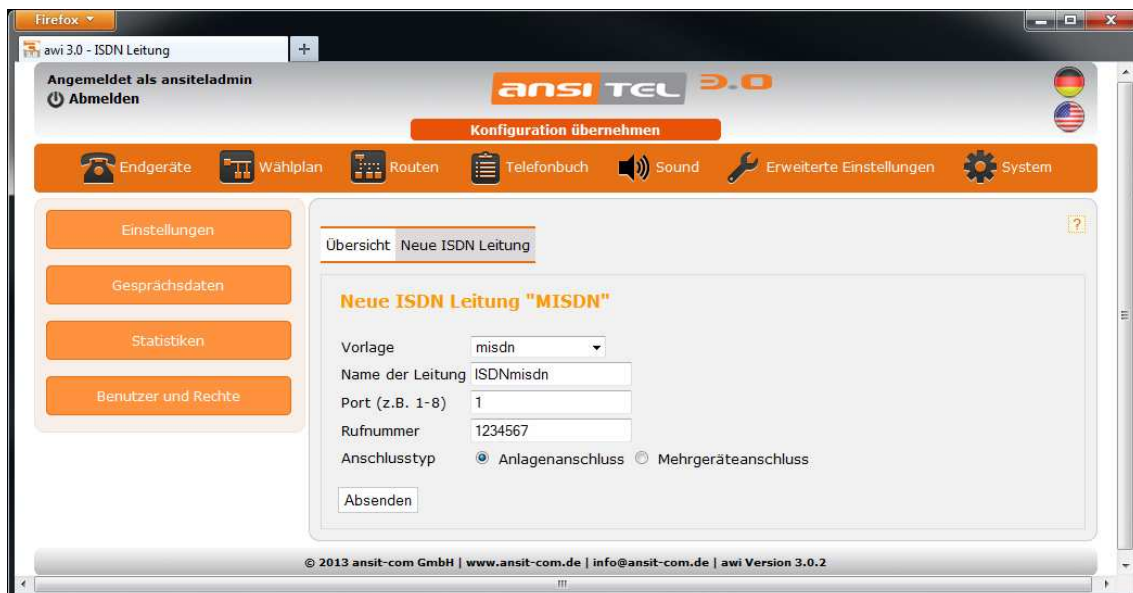 Firefox
awi 3.0 - ISDN Leitung
Angemeldet als ansiteladmin
Abmelden
ansi TEL 3.0
Konfiguration übernehmen
Endgeräte Wählplan Routen Telefonbuch Sound Erweiterte Einstellungen System
Einstellungen
Gesprächsdaten
Statistiken
Benutzer und Rechte
?
Übersicht Neue ISDN Leitung
Neue ISDN Leitung "MISDN"
Vorlage misdn
Name der Leitung ISDNmisdn
Port (z.B. 1-8) 1
Rufnummer 1234567
Anschlusstyp Anlagenanschluss Mehrgeräteanschluss
Absenden
© 2013 ansit-com GmbH | www.ansit-com.de | info@ansit-com.de | awi Version 3.0.2